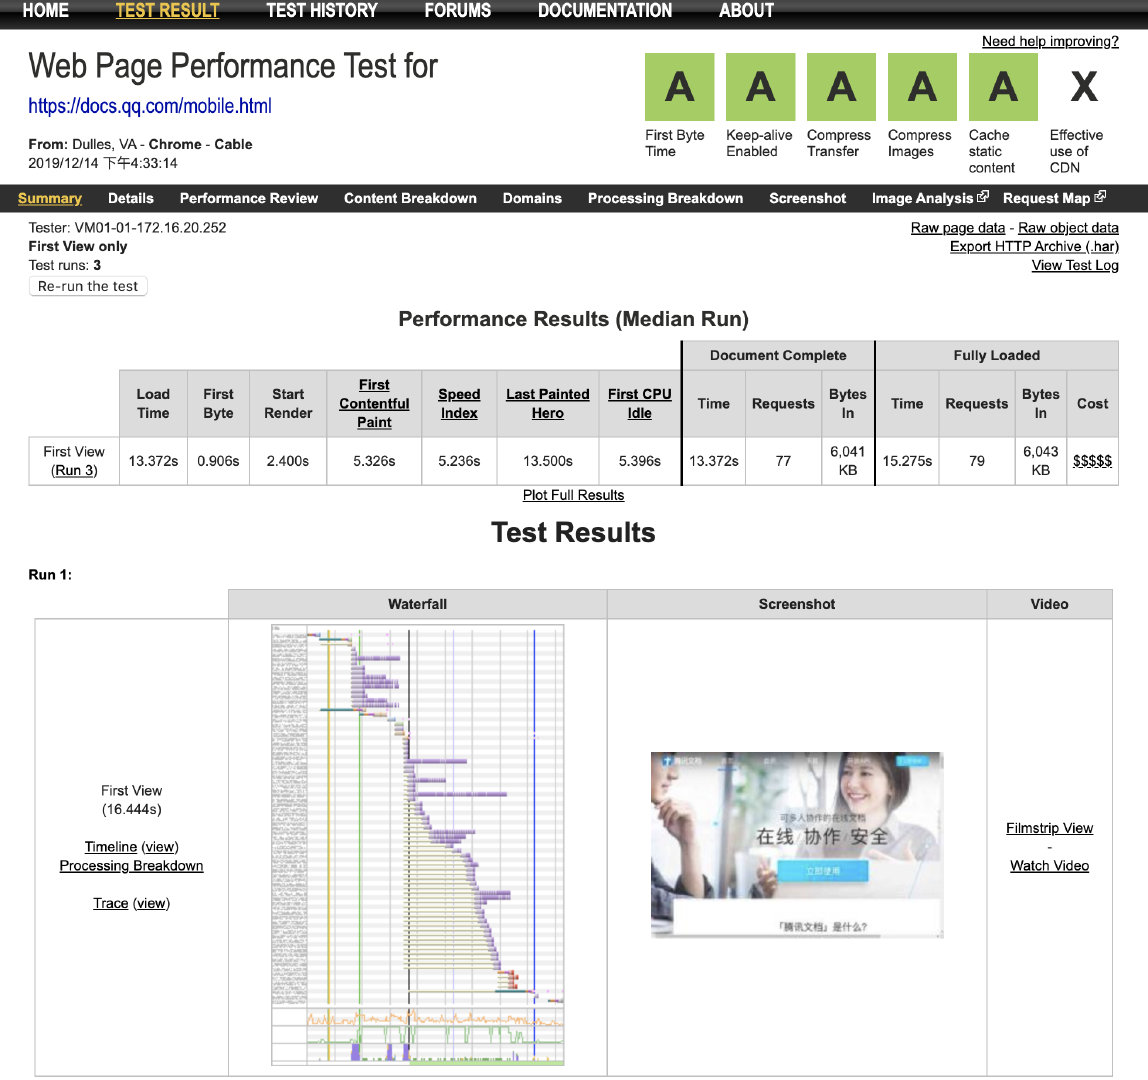 HOME TEST RESULT TEST HISTORY FORUMS DOCUMENTATION ABOUT
Need help improving?
Web Page Performance Test for
https://docs.qq.com/mobile.html
From: Dulles, VA - Chrome - Cable
2019/12/14 下午4:33:14
A A A A A X
First Byte Time
Keep-alive Enabled
Compress Transfer
Compress Images
Cache static content
Effective use of CDN
Summary Details Performance Review Content Breakdown Domains Processing Breakdown Screenshot Image Analysis Request Map
Tester: VM01-01-172.16.20.252
First View only
Test runs: 3
Re-run the test
Raw page data - Raw object data
Export HTTP Archive (.har)
View Test Log
Performance Results (Median Run)
Document Complete Fully Loaded
Load Time First Byte Start Render First Contentful Paint Speed Index Last Painted Hero First CPU Idle Time Requests Bytes In Time Requests Bytes In Cost
First View (Run 3) 13.372s 0.906s 2.400s 5.326s 5.236s 13.500s 5.396s 13.372s 77 6,041 KB 15.275s 79 6,043 KB $$$$$
Plot Full Results
Test Results
Run 1:
Waterfall Screenshot Video
First View
(16.444s)
Timeline (view)
Processing Breakdown
Trace (view)
腾讯文档
可多人协作的在线文档
在线 / 协作 / 安全
立即使用
「腾讯文档」是什么?
Filmstrip View
-
Watch Video